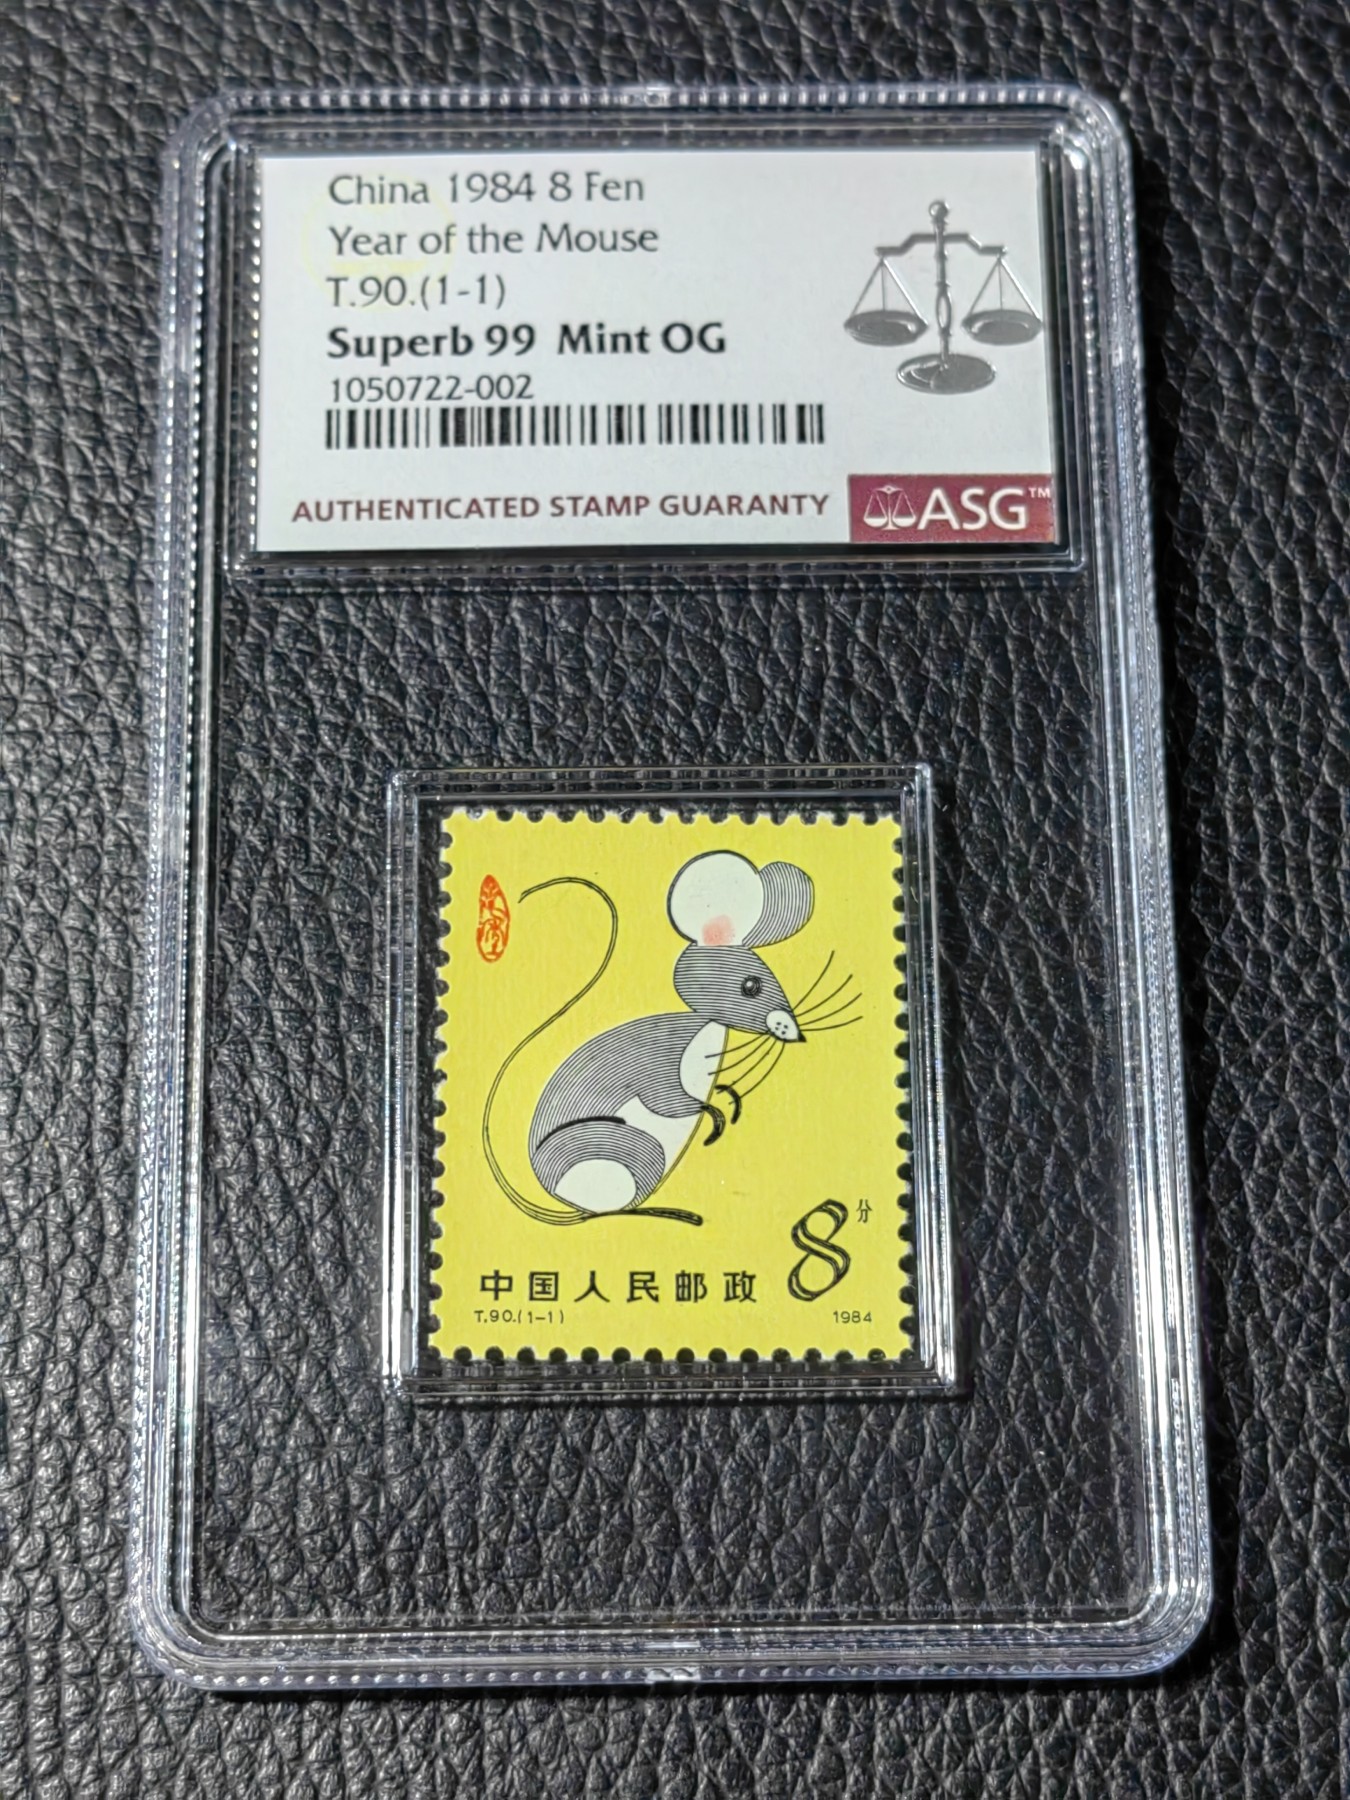 China 1984 8 Fen
Year of the Mouse
T.90.(1-1)
Superb 99 Mint OG
1050722-002
AUTHENTICATED STAMP GUARANTY
ASG™
8分
中国人民邮政
T.90.(1-1)
1984